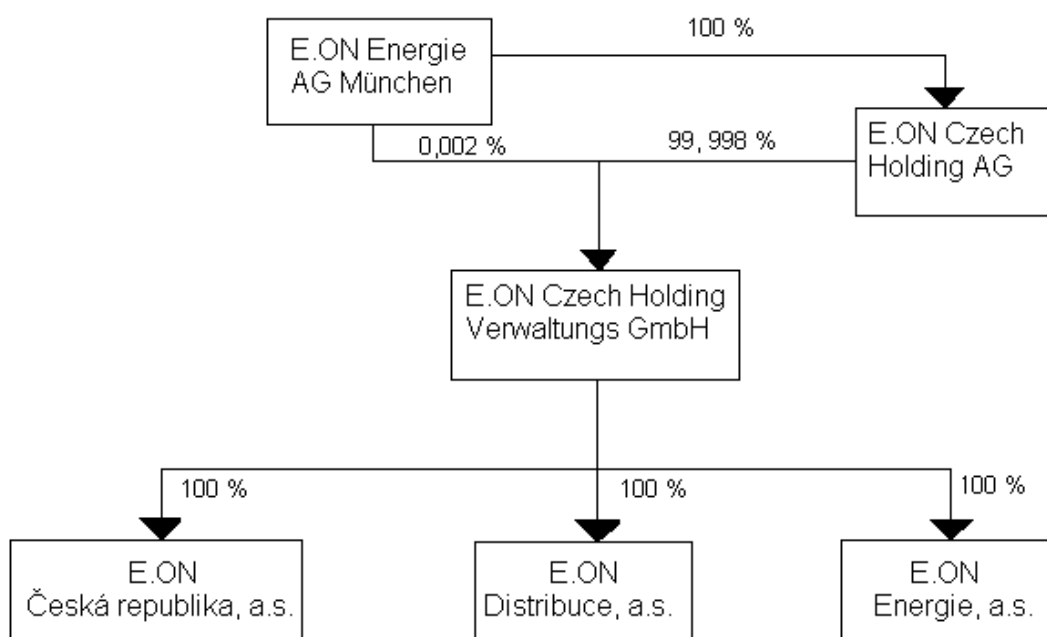 100 %
E.ON Energie
AG München
E.ON Czech
Holding AG
0,002 %
99, 998 %
E.ON Czech Holding
Verwaltungs GmbH
100 %
100 %
100 %
E.ON
Česká republika, a.s.
E.ON
Distribuce, a.s.
E.ON
Energie, a.s.